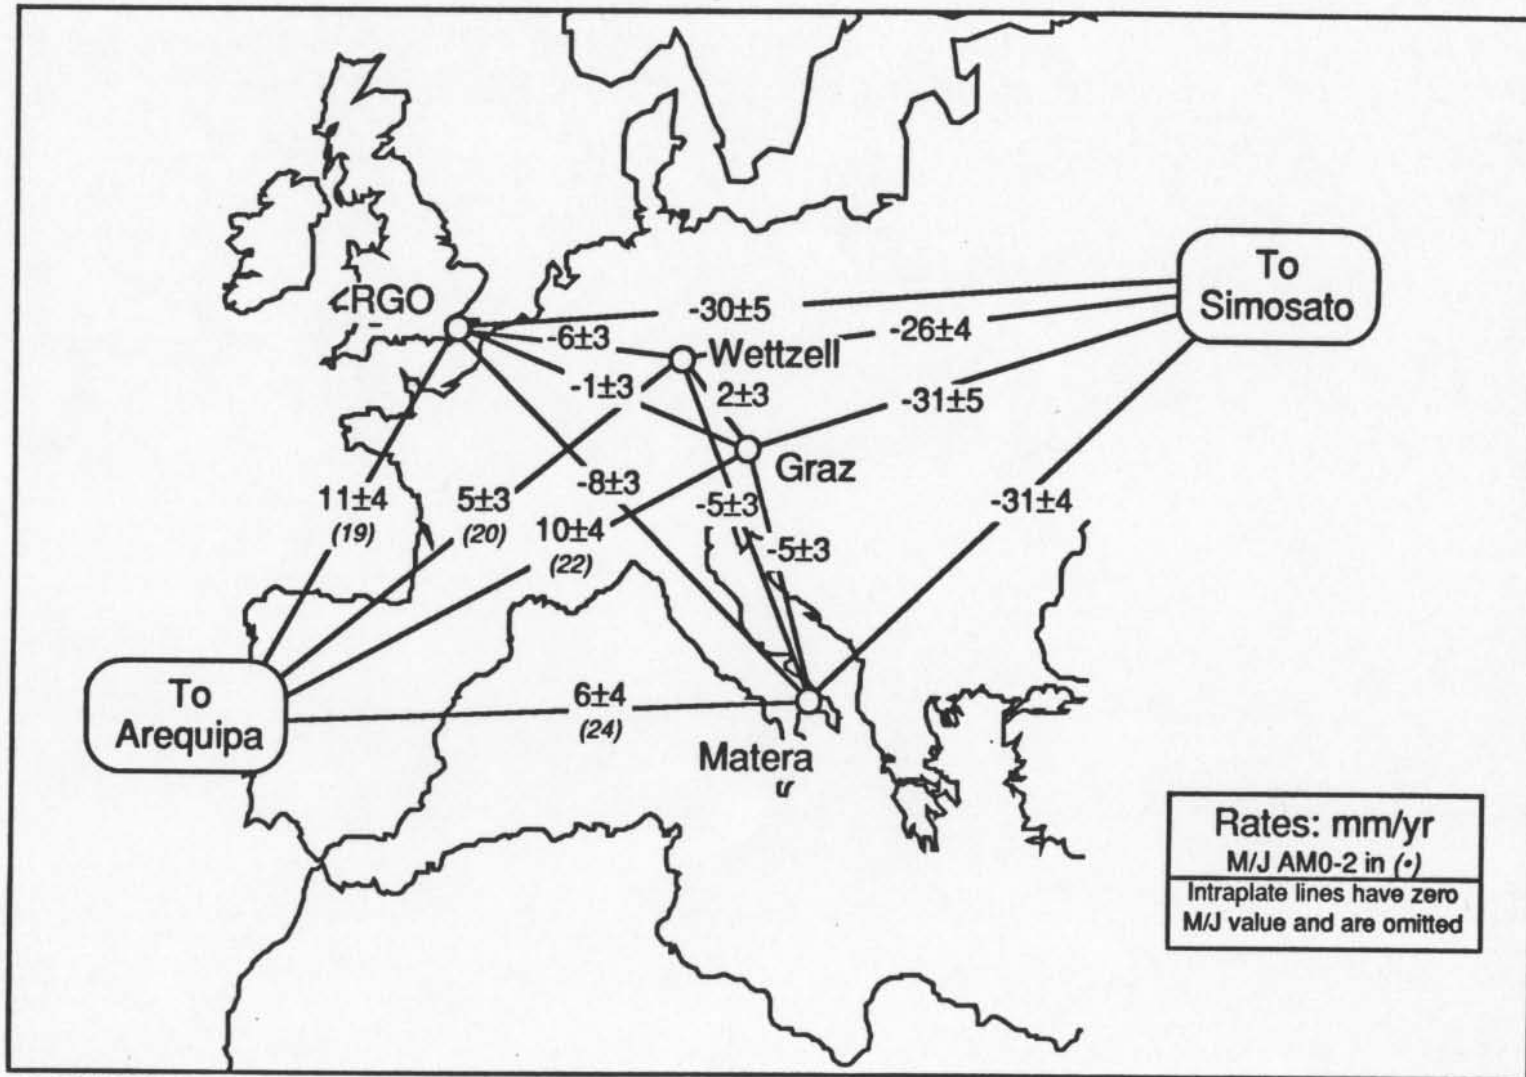 To
Simosato
RGO
-30±5
-6±3
-26±4
Wettzell
-1±3
2±3
-31±5
Graz
11±4
(19)
5±3
(20)
-8±3
-5±3
-31±4
10±4
(22)
-5±3
To
Arequipa
6±4
(24)
Matera
Rates: mm/yr
M/J AM0-2 in (•)
Intraplate lines have zero
M/J value and are omitted